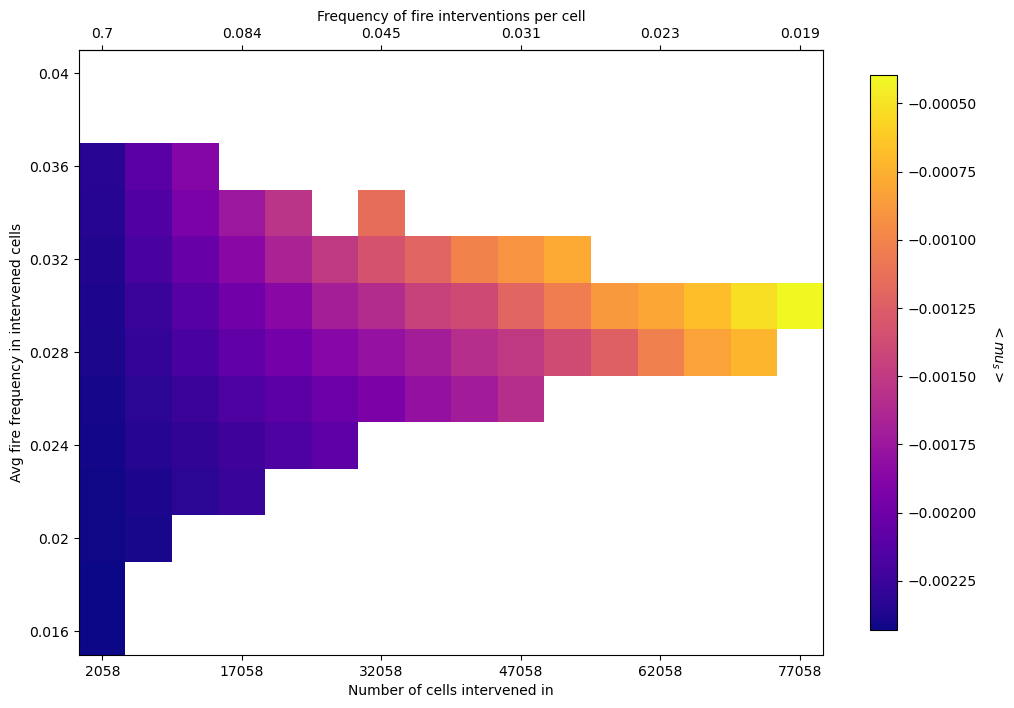 Frequency of fire interventions per cell
0.7 0.084 0.045 0.031 0.023 0.019
Avg fire frequency in intervened cells
0.04
0.036
0.032
0.028
0.024
0.02
0.016
2058 17058 32058 47058 62058 77058
Number of cells intervened in
−0.00050
−0.00075
−0.00100
−0.00125
−0.00150
−0.00175
−0.00200
−0.00225
< mu_s >